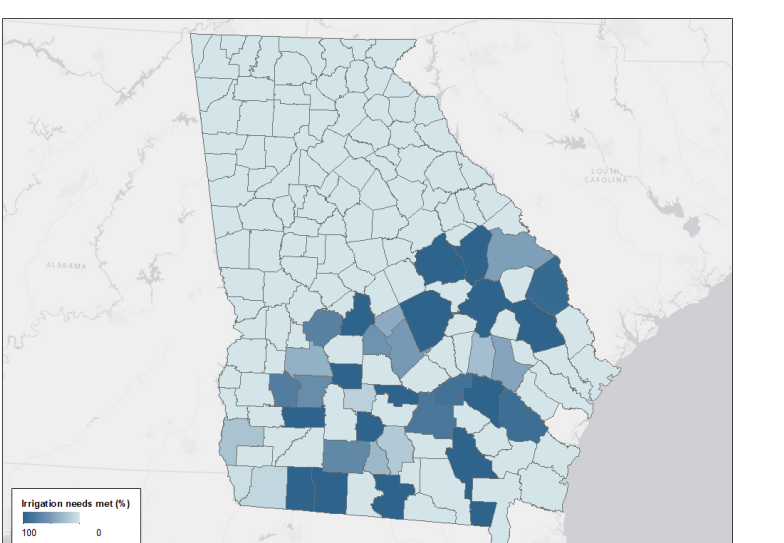 SOUTH
CAROLINA
ALABAMA
Irrigation needs met (%)
100 0